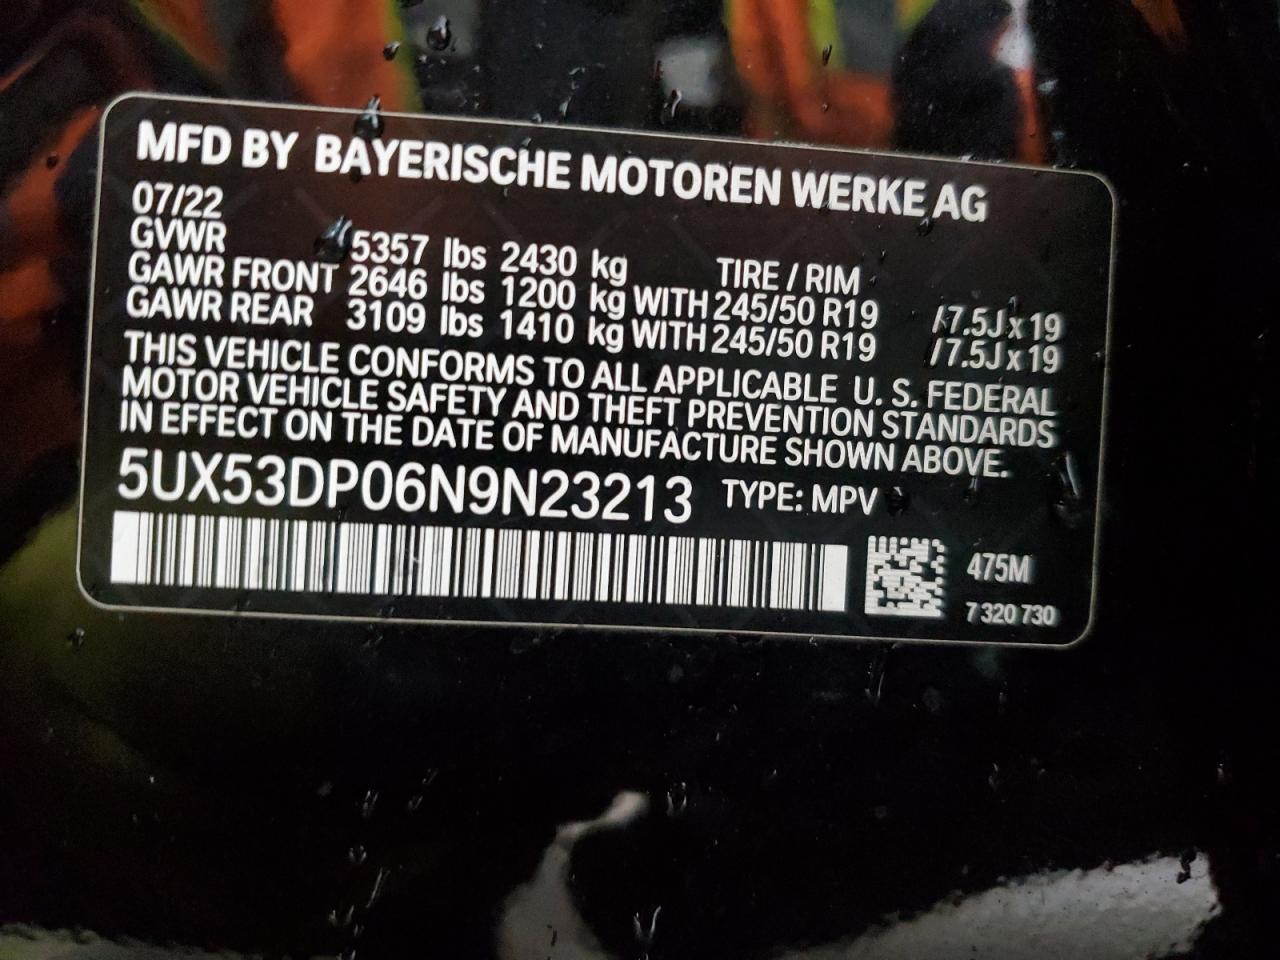 MFD BY BAYERISCHE MOTOREN WERKE AG
07/22
GVWR 5357 lbs 2430 kg TIRE / RIM
GAWR FRONT 2646 lbs 1200 kg WITH 245/50 R19 /7.5J x 19
GAWR REAR 3109 lbs 1410 kg WITH 245/50 R19 /7.5J x 19
THIS VEHICLE CONFORMS TO ALL APPLICABLE U. S. FEDERAL
MOTOR VEHICLE SAFETY AND THEFT PREVENTION STANDARDS
IN EFFECT ON THE DATE OF MANUFACTURE SHOWN ABOVE.
5UX53DP06N9N23213 TYPE: MPV
475M
7 320 730